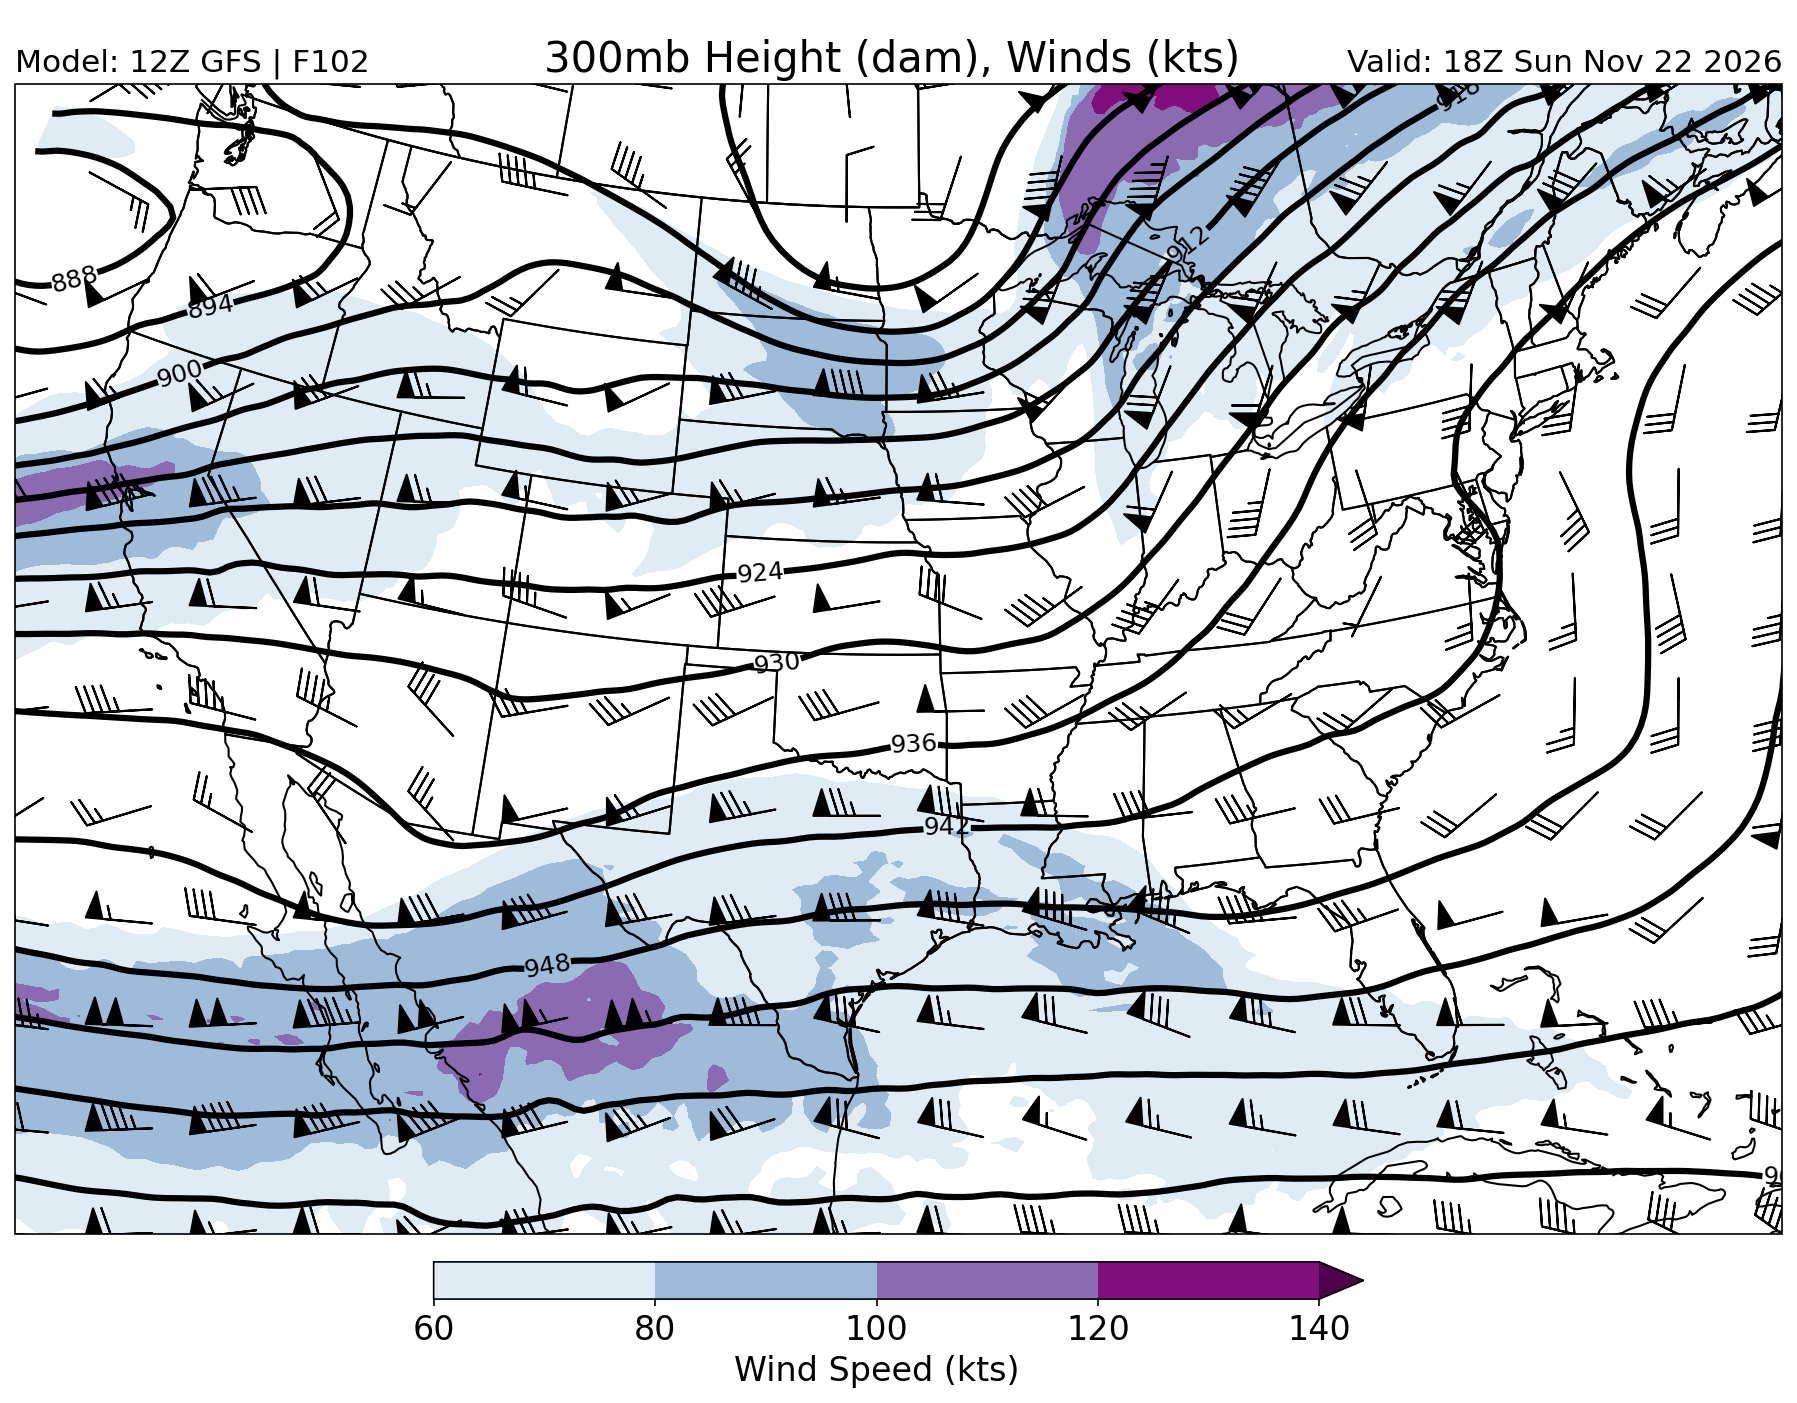 Model: 12Z GFS | F102
300mb Height (dam), Winds (kts)
Valid: 18Z Sun Nov 22 2026
918
912
888
894
900
924
930
936
942
948
60 80 100 120 140
Wind Speed (kts)